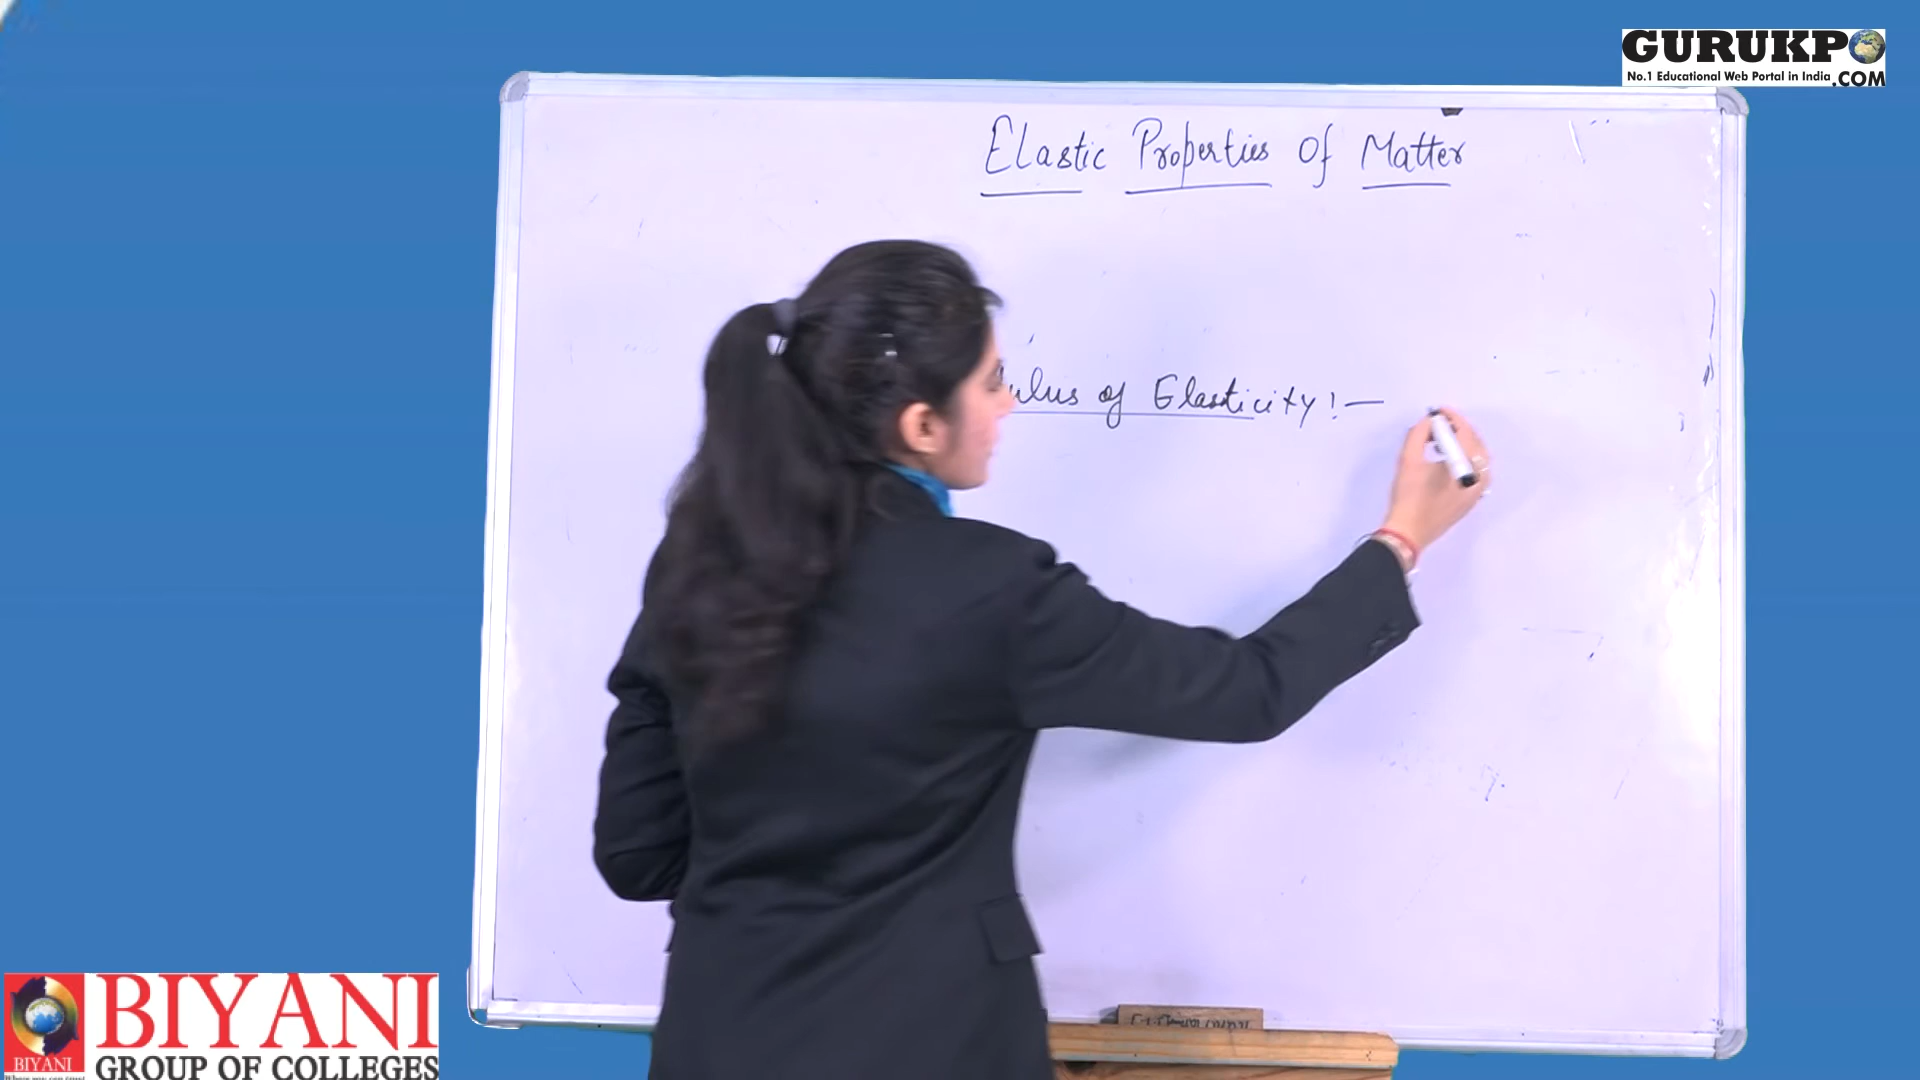 GURUKPO
No.1 Educational Web Portal in India .COM
Elastic Properties Of Matter
ulus of Elasticity :—
BIYANI
BIYANI
GROUP OF COLLEGES